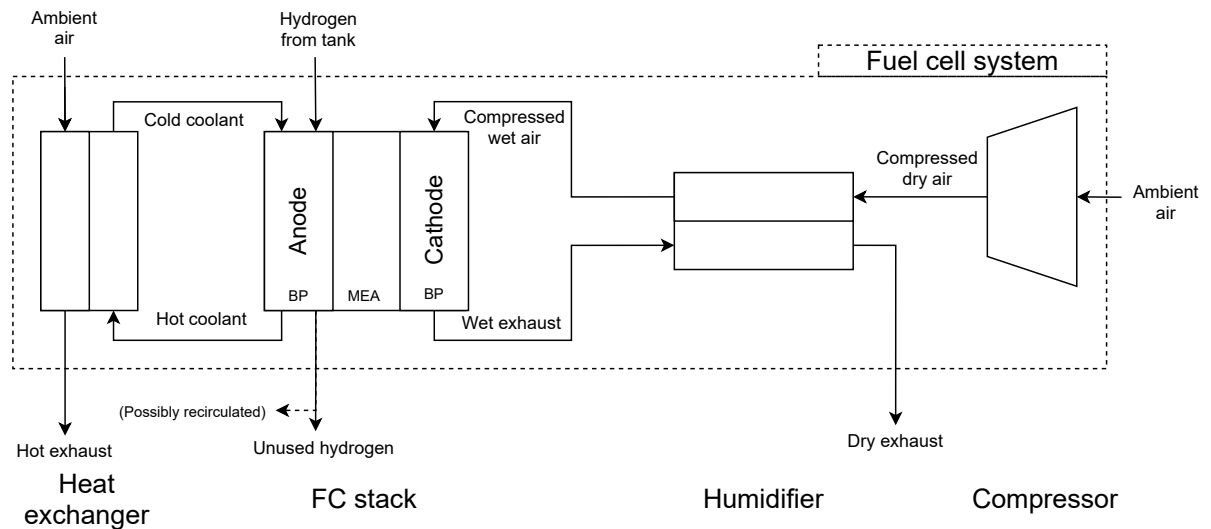 Ambient
air
Hydrogen
from tank
Fuel cell system
Cold coolant
Compressed
wet air
Compressed
dry air
Ambient
air
Anode
Cathode
BP
MEA
BP
Hot coolant
Wet exhaust
(Possibly recirculated)
Hot exhaust
Unused hydrogen
Dry exhaust
Heat
exchanger
FC stack
Humidifier
Compressor